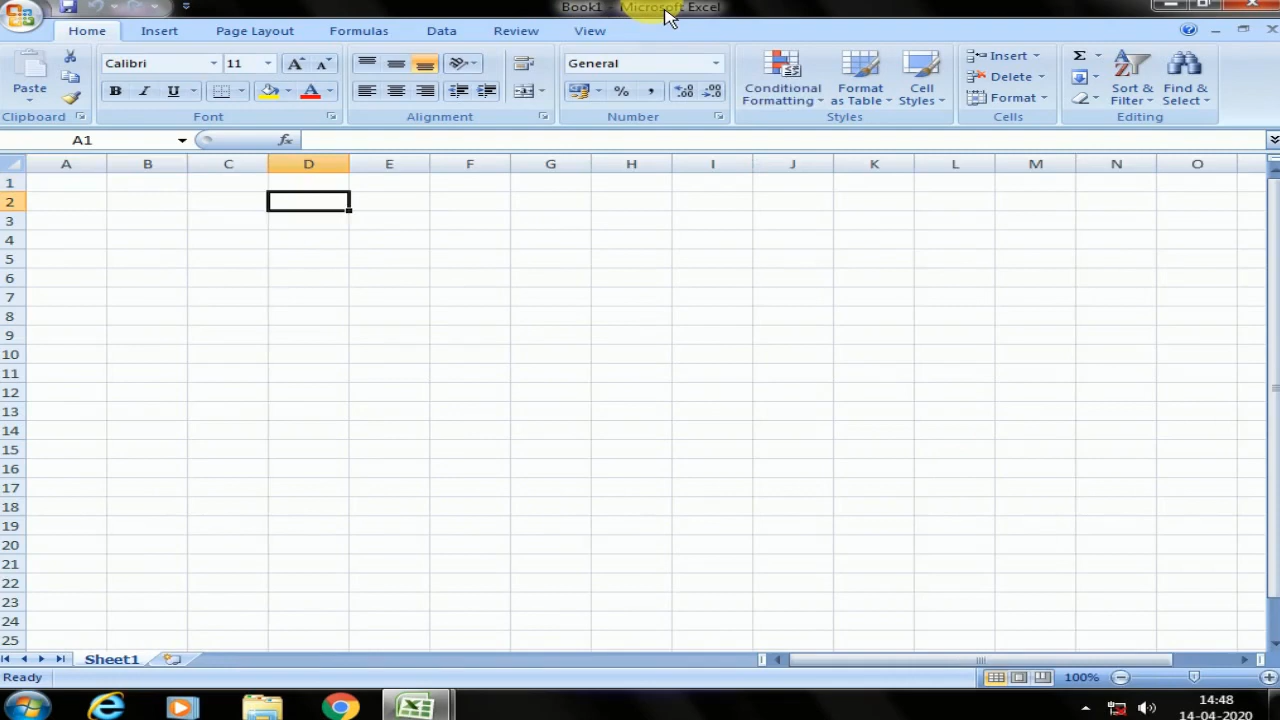 Book1 - Microsoft Excel
Home Insert Page Layout Formulas Data Review View
Calibri 11 General Insert Σ
Paste B I U A % , Conditional Formatting Format as Table Cell Styles Delete Sort & Filter Find & Select
Format
Clipboard Font Alignment Number Styles Cells Editing
A1 fx
A B C D E F G H I J K L M N O
1
2
3
4
5
6
7
8
9
10
11
12
13
14
15
16
17
18
19
20
21
22
23
24
25
Sheet1
Ready 100%
14:48
14-04-2020